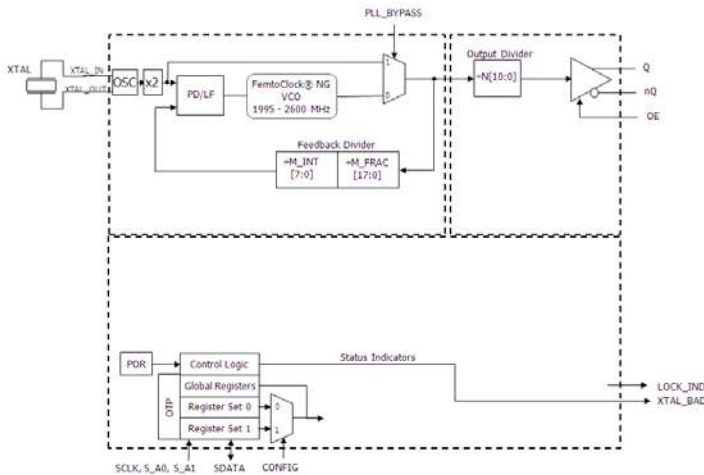 PLL_BYPASS
XTAL
XTAL_IN
XTAL_OUT
OSC
x2
PD/LF
FemtoClock® NG
VCO
1995 - 2600 MHz
1
0
Output Divider
÷N[10:0]
Q
nQ
OE
Feedback Divider
÷M_INT
[7:0]
÷M_FRAC
[17:0]
POR
Control Logic
Status Indicators
OTP
Global Registers
Register Set 0
0
Register Set 1
1
LOCK_IND
XTAL_BAD
SCLK, S_A0, S_A1
SDATA
CONFIG